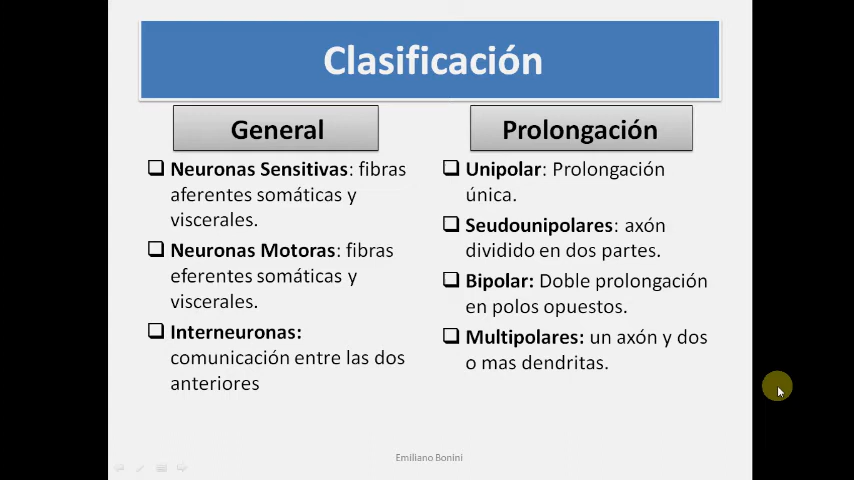 Clasificación
General
❑ Neuronas Sensitivas: fibras
aferentes somáticas y
viscerales.
❑ Neuronas Motoras: fibras
eferentes somáticas y
viscerales.
❑ Interneuronas:
comunicación entre las dos
anteriores
Prolongación
❑ Unipolar: Prolongación
única.
❑ Seudounipolares: axón
dividido en dos partes.
❑ Bipolar: Doble prolongación
en polos opuestos.
❑ Multipolares: un axón y dos
o mas dendritas.
Emiliano Bonini